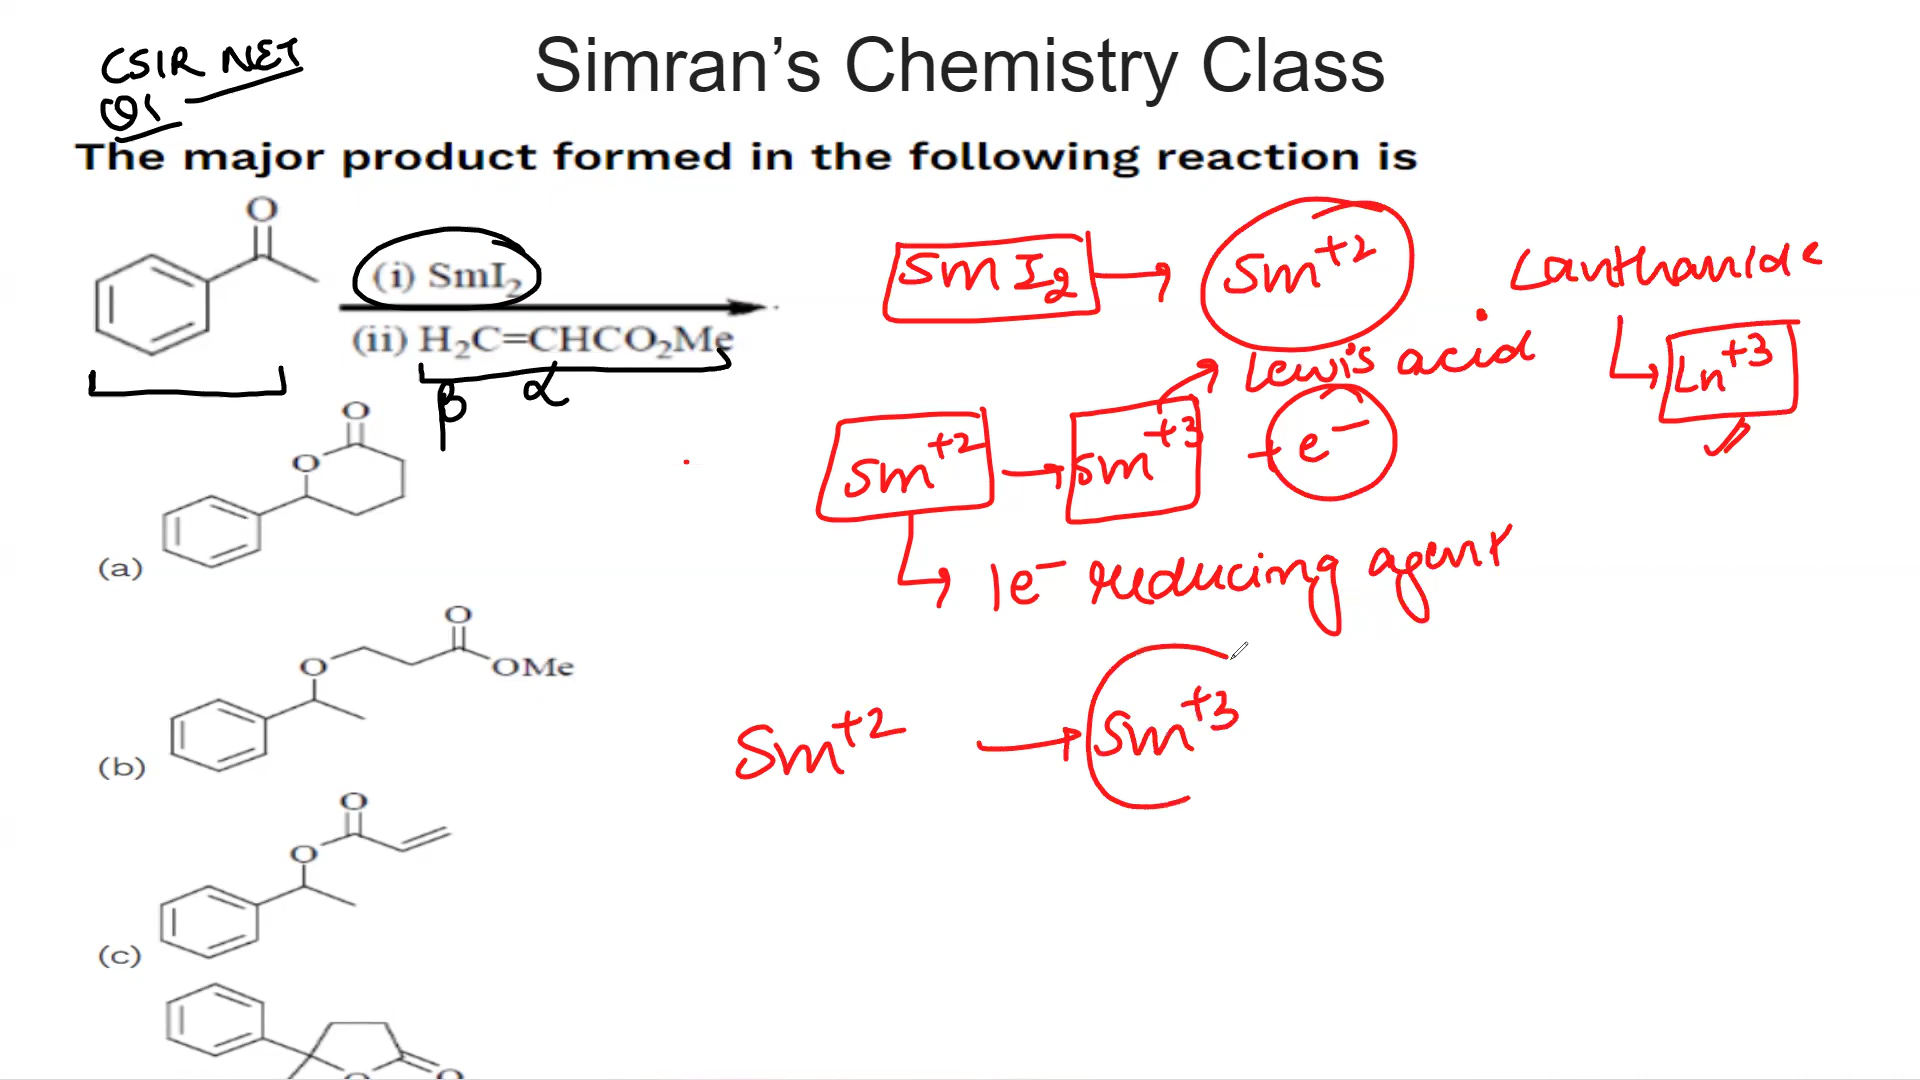 CSIR NET
Q1
Simran’s Chemistry Class
The major product formed in the following reaction is
O
(i) SmI₂
(ii) H₂C=CHCO₂Me
β α
SmI₂ → Sm⁺² Lanthanide
Lewis acid Ln⁺³
Sm⁺² → Sm⁺³ + e⁻
1e⁻ reducing agent
Sm⁺² → Sm⁺³
O
O
(a)
O
O OMe
(b)
O
O
(c)
O
O